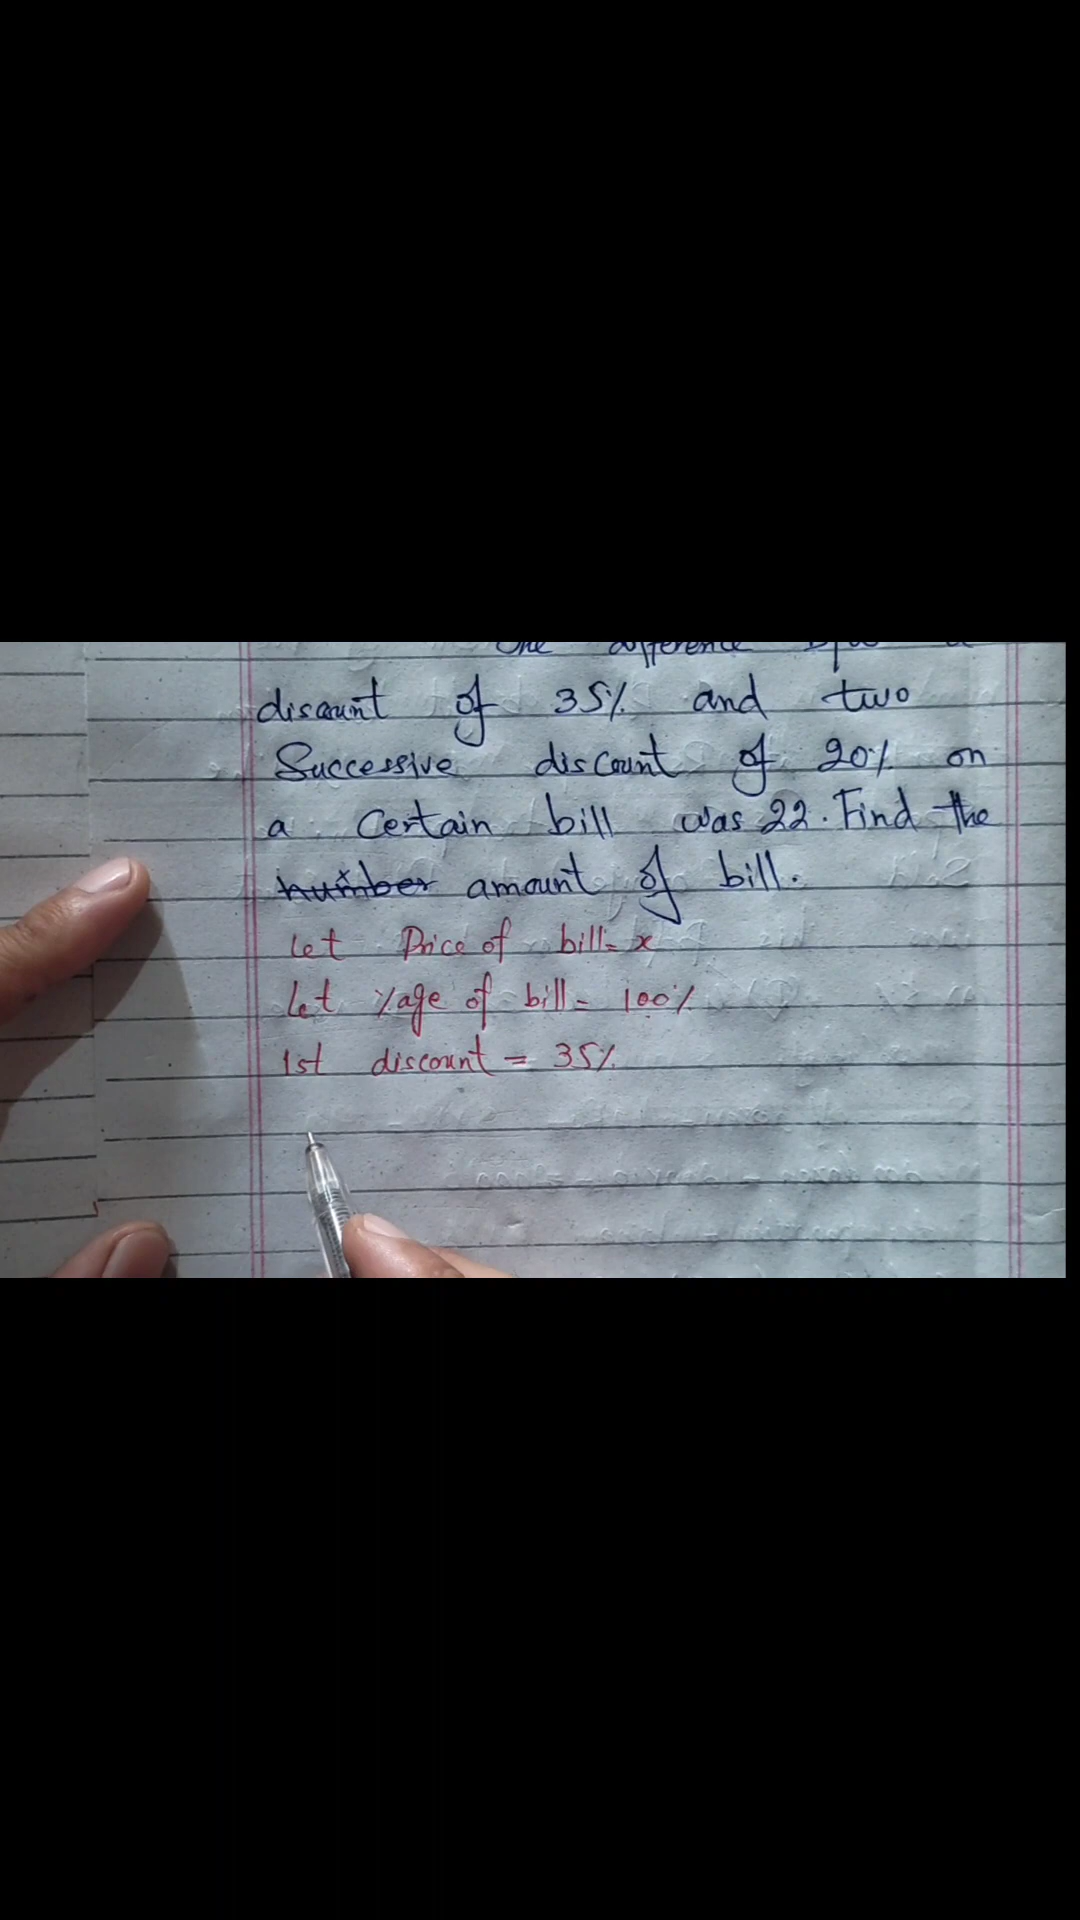 discount of 35% and two
Successive discount of 20% on
a certain bill was 22. Find the
number amount of bill.
Let Price of bill = x
Let %age of bill = 100%
1st discount = 35%